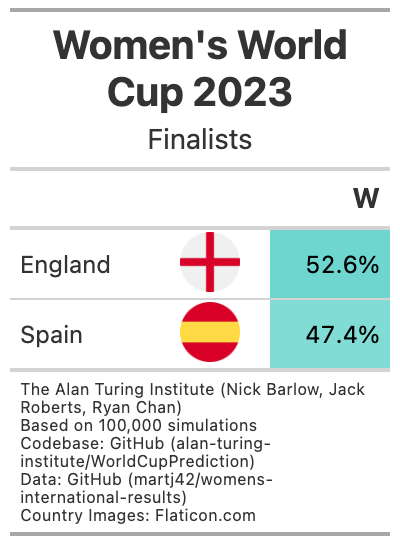 Women's World
Cup 2023
Finalists
W
England 52.6%
Spain 47.4%
The Alan Turing Institute (Nick Barlow, Jack
Roberts, Ryan Chan)
Based on 100,000 simulations
Codebase: GitHub (alan-turing-
institute/WorldCupPrediction)
Data: GitHub (martj42/womens-
international-results)
Country Images: Flaticon.com